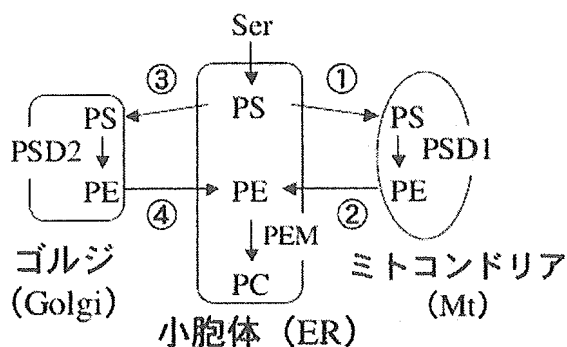 Ser
③ ①
PS PS PS
PSD2 PSD1
PE PE PE
④ ②
PEM
PC
ゴルジ
(Golgi)
ミトコンドリア
(Mt)
小胞体 (ER)